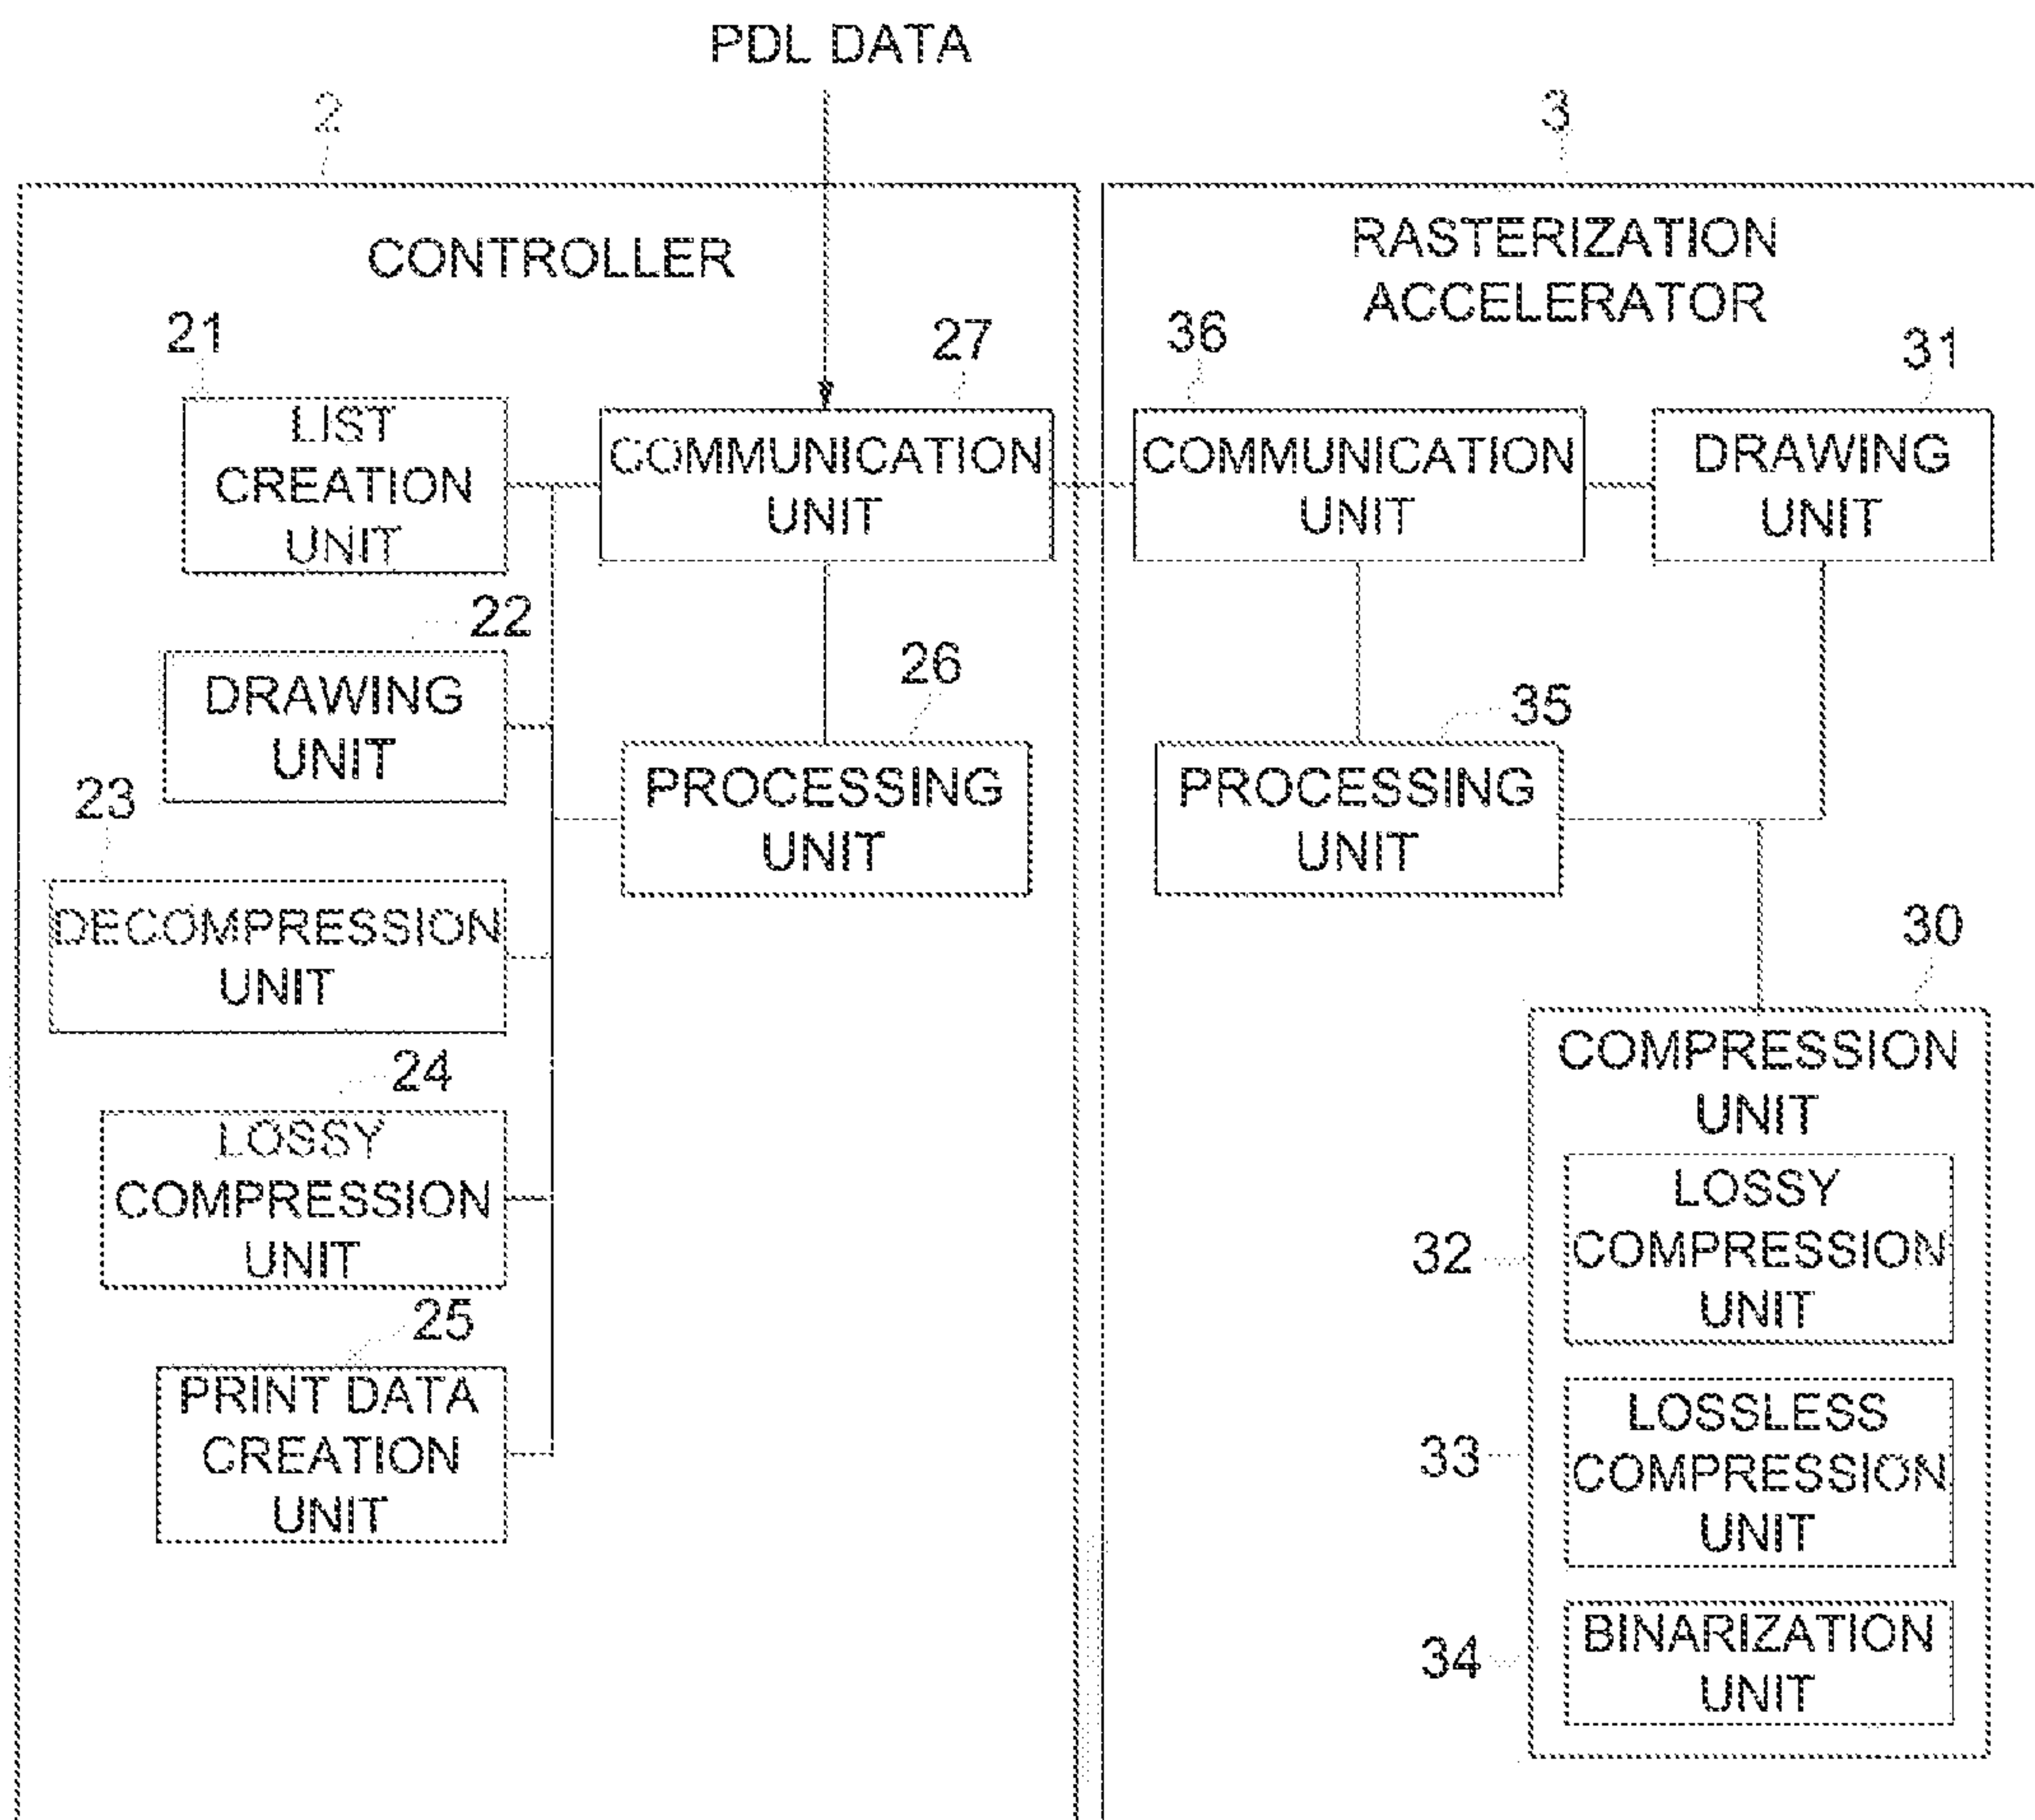 PDL DATA
2
3
CONTROLLER
RASTERIZATION
ACCELERATOR
21
27
36
31
LIST
CREATION
UNIT
COMMUNICATION
UNIT
COMMUNICATION
UNIT
DRAWING
UNIT
22
26
35
DRAWING
UNIT
PROCESSING
UNIT
PROCESSING
UNIT
23
DECOMPRESSION
UNIT
30
COMPRESSION
UNIT
24
LOSSY
COMPRESSION
UNIT
32
LOSSY
COMPRESSION
UNIT
25
PRINT DATA
CREATION
UNIT
33
LOSSLESS
COMPRESSION
UNIT
34
BINARIZATION
UNIT